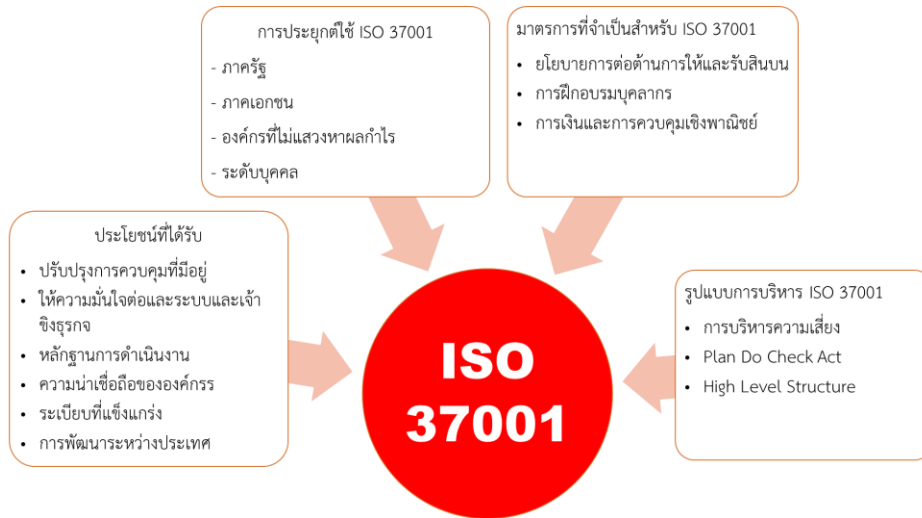 การประยุกต์ใช้ ISO 37001
- ภาครัฐ
- ภาคเอกชน
- องค์กรที่ไม่แสวงหาผลกำไร
- ระดับบุคคล
มาตรการที่จำเป็นสำหรับ ISO 37001
• ยโยบายการต่อต้านการให้และรับสินบน
• การฝึกอบรมบุคลากร
• การเงินและการควบคุมเชิงพาณิชย์
ประโยชน์ที่ได้รับ
• ปรับปรุงการควบคุมที่มีอยู่
• ให้ความมั่นใจต่อและระบบและเจ้า
ขิงธุรกจ
• หลักฐานการดำเนินงาน
• ความน่าเชื่อถือขององค์กรร
• ระเบียบที่แข็งแกร่ง
• การพัฒนาระหว่างประเทศ
รูปแบบการบริหาร ISO 37001
• การบริหารความเสี่ยง
• Plan Do Check Act
• High Level Structure
ISO
37001